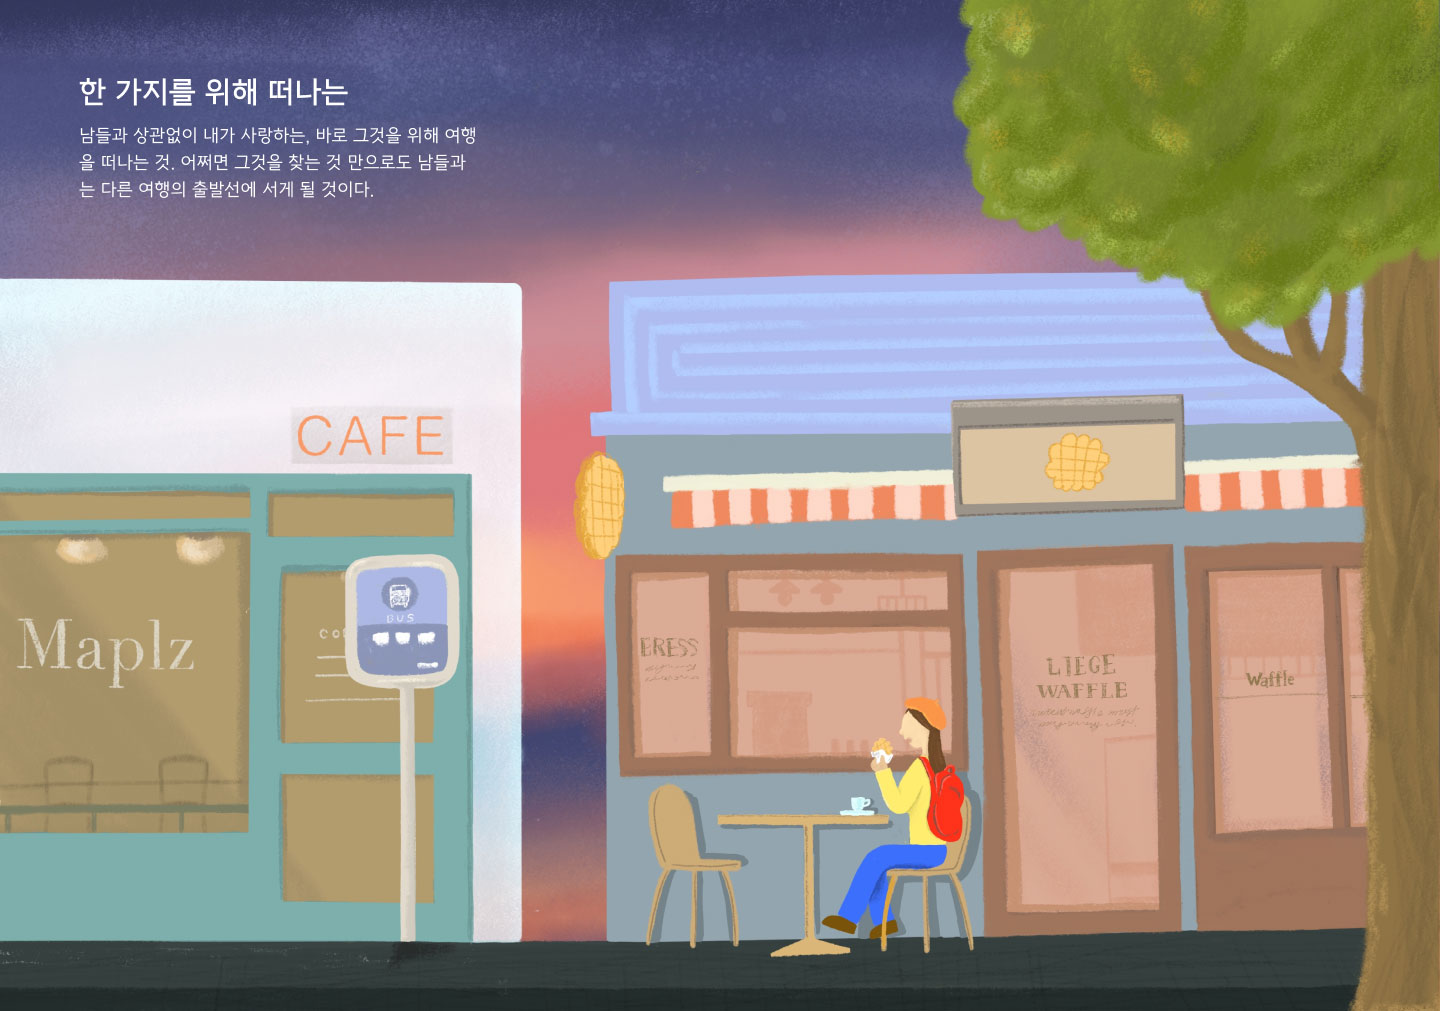 한 가지를 위해 떠나는
남들과 상관없이 내가 사랑하는, 바로 그것을 위해 여행
을 떠나는 것. 어쩌면 그것을 찾는 것 만으로도 남들과
는 다른 여행의 출발선에 서게 될 것이다.
CAFE
Maplz
BUS
BRESS
LIEGE
WAFFLE
Waffle